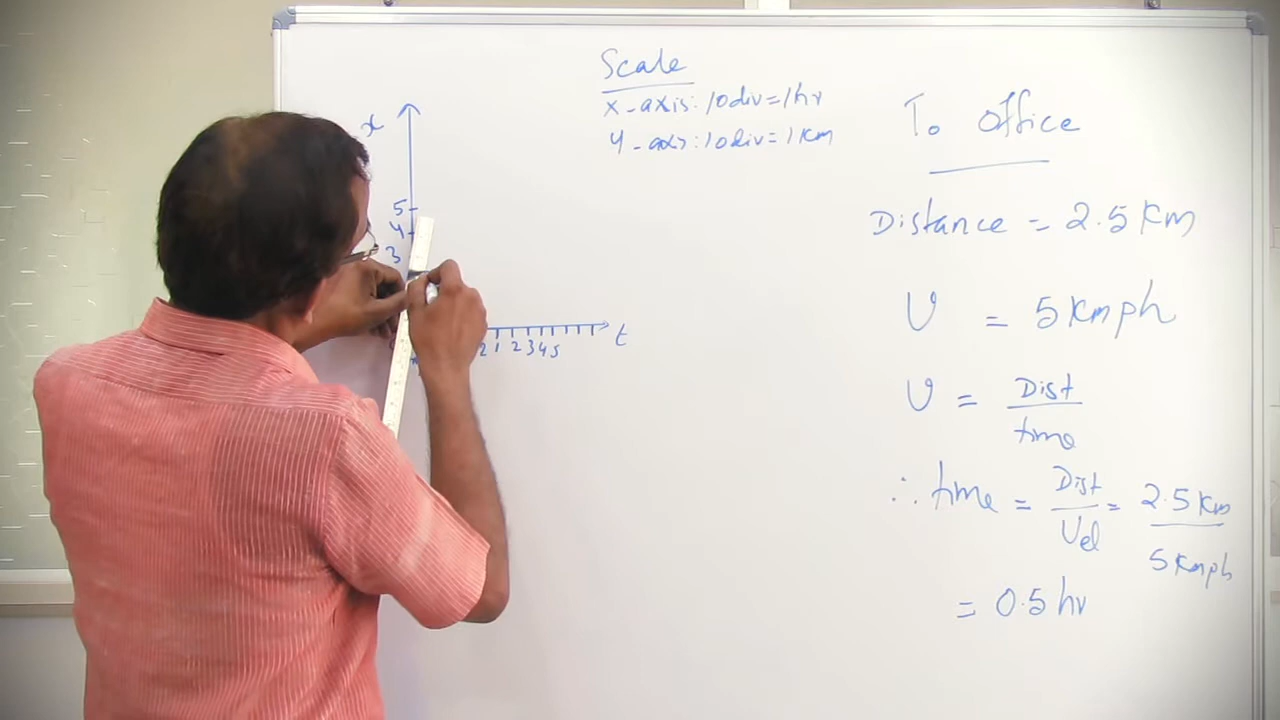 Scale
x-axis: 10div=1hr
Y-axis: 10div=1km
x
5
4
3
2 1 2 3 4 5
t
To office
Distance = 2.5 Km
U = 5 Kmph
U = Dist / time
∴ time = Dist / Vel = 2.5 Km / 5 Kmph
= 0.5 hr